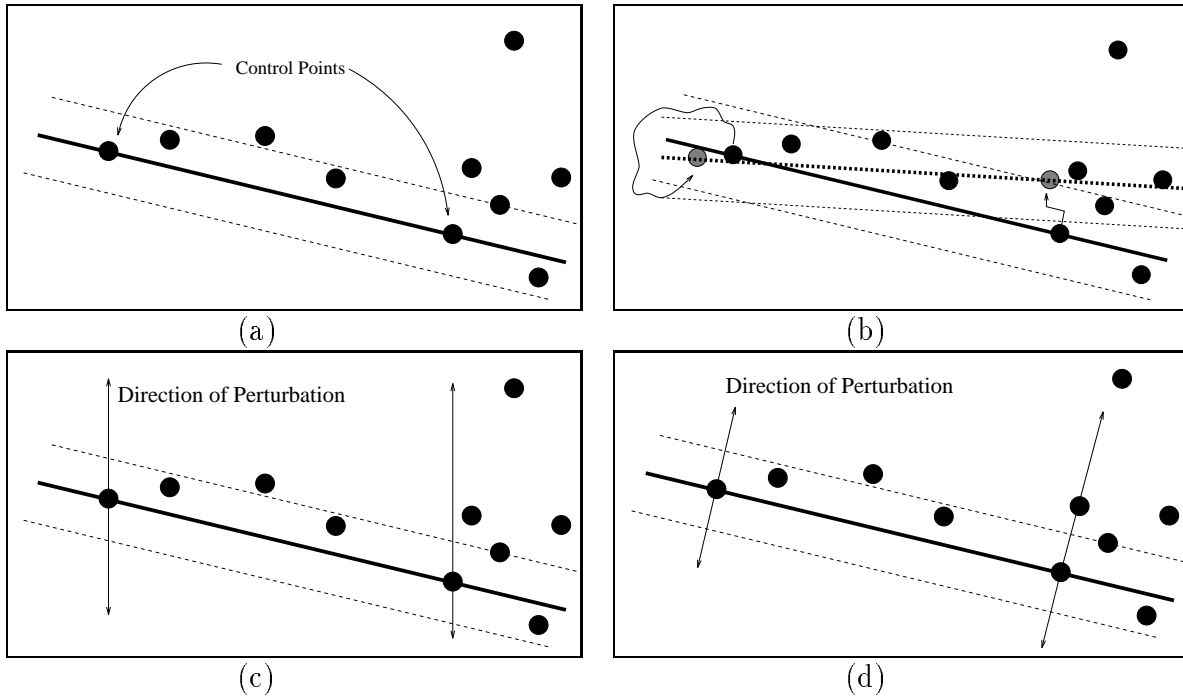 Control Points
(a)
(b)
Direction of Perturbation
Direction of Perturbation
(c)
(d)